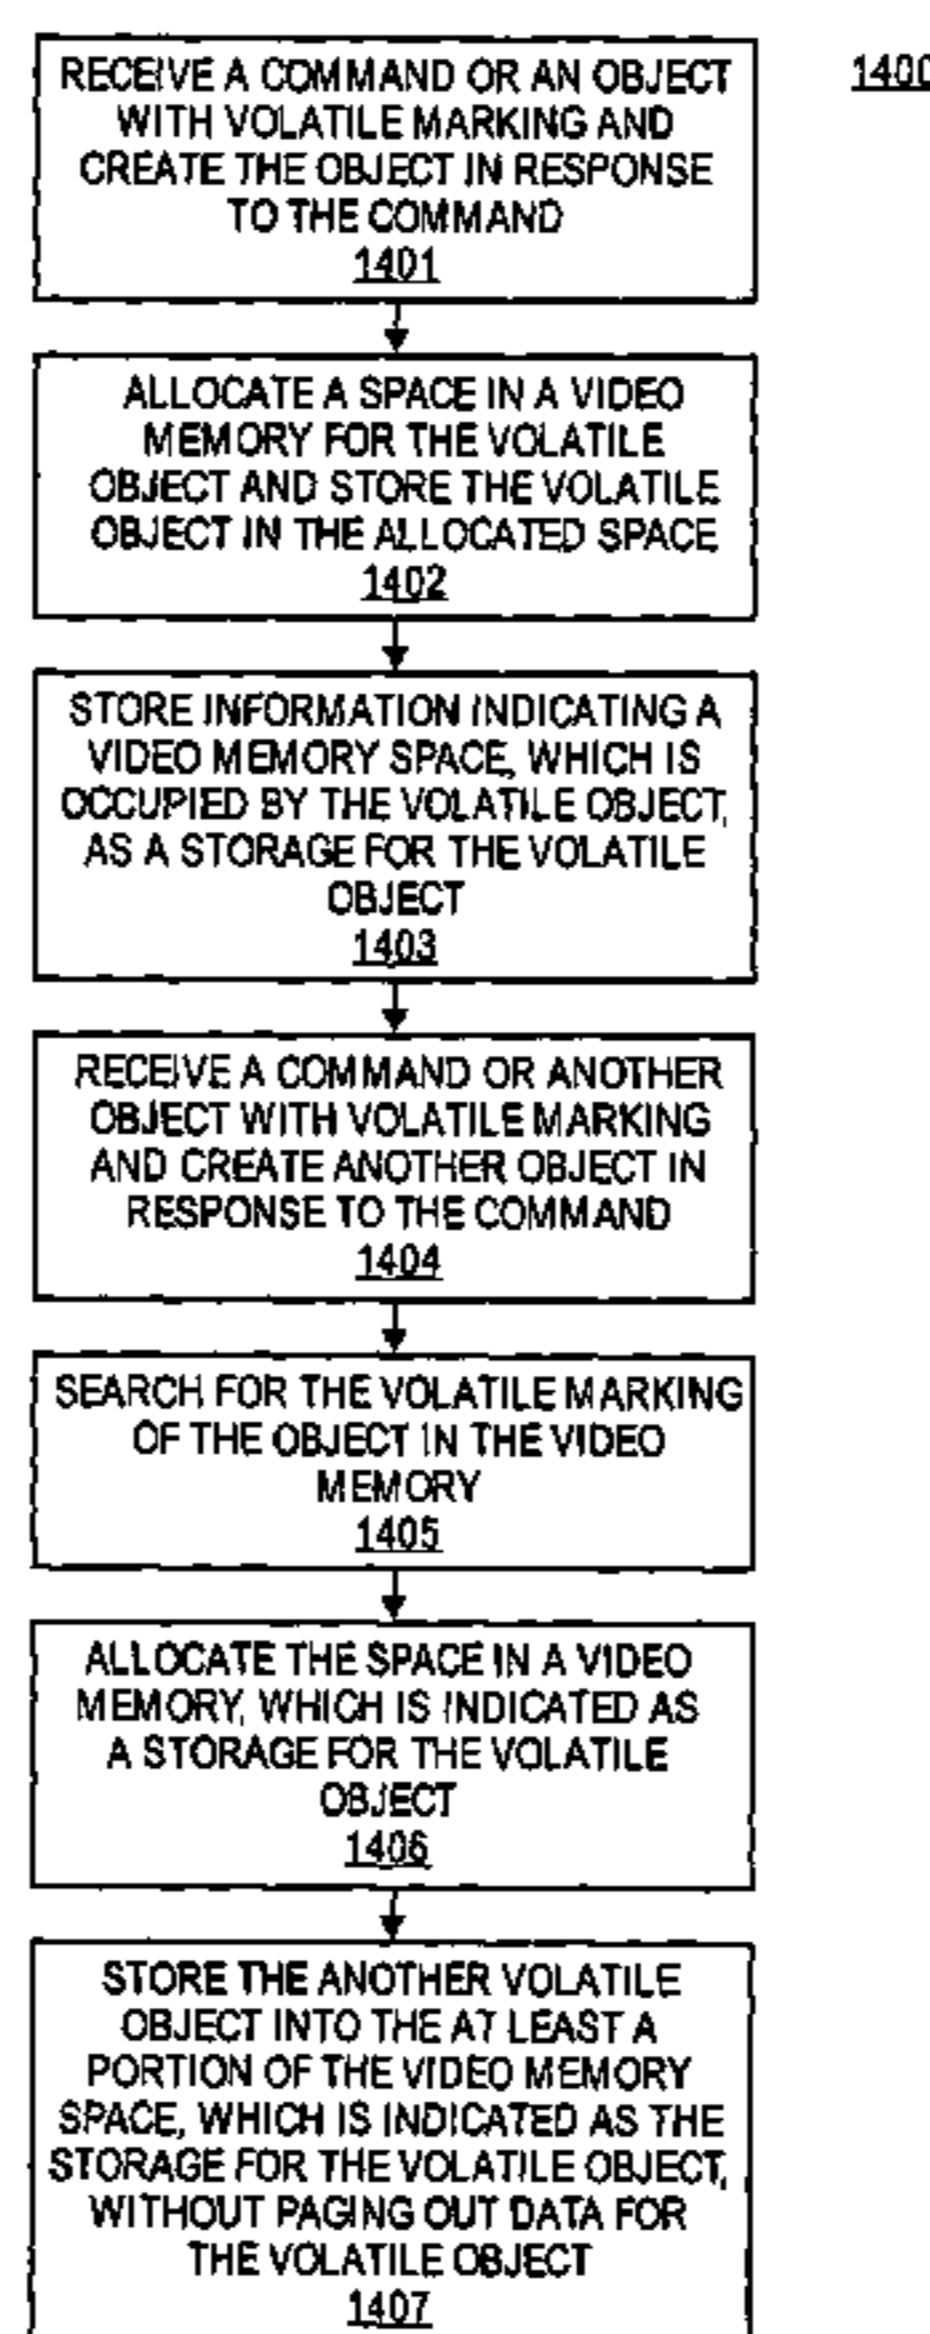 1400
RECEIVE A COMMAND OR AN OBJECT
WITH VOLATILE MARKING AND
CREATE THE OBJECT IN RESPONSE
TO THE COMMAND
1401
ALLOCATE A SPACE IN A VIDEO
MEMORY FOR THE VOLATILE
OBJECT AND STORE THE VOLATILE
OBJECT IN THE ALLOCATED SPACE
1402
STORE INFORMATION INDICATING A
VIDEO MEMORY SPACE, WHICH IS
OCCUPIED BY THE VOLATILE OBJECT,
AS A STORAGE FOR THE VOLATILE
OBJECT
1403
RECEIVE A COMMAND OR ANOTHER
OBJECT WITH VOLATILE MARKING
AND CREATE ANOTHER OBJECT IN
RESPONSE TO THE COMMAND
1404
SEARCH FOR THE VOLATILE MARKING
OF THE OBJECT IN THE VIDEO
MEMORY
1405
ALLOCATE THE SPACE IN A VIDEO
MEMORY, WHICH IS INDICATED AS
A STORAGE FOR THE VOLATILE
OBJECT
1406
STORE THE ANOTHER VOLATILE
OBJECT INTO THE AT LEAST A
PORTION OF THE VIDEO MEMORY
SPACE, WHICH IS INDICATED AS THE
STORAGE FOR THE VOLATILE OBJECT,
WITHOUT PAGING OUT DATA FOR
THE VOLATILE OBJECT
1407